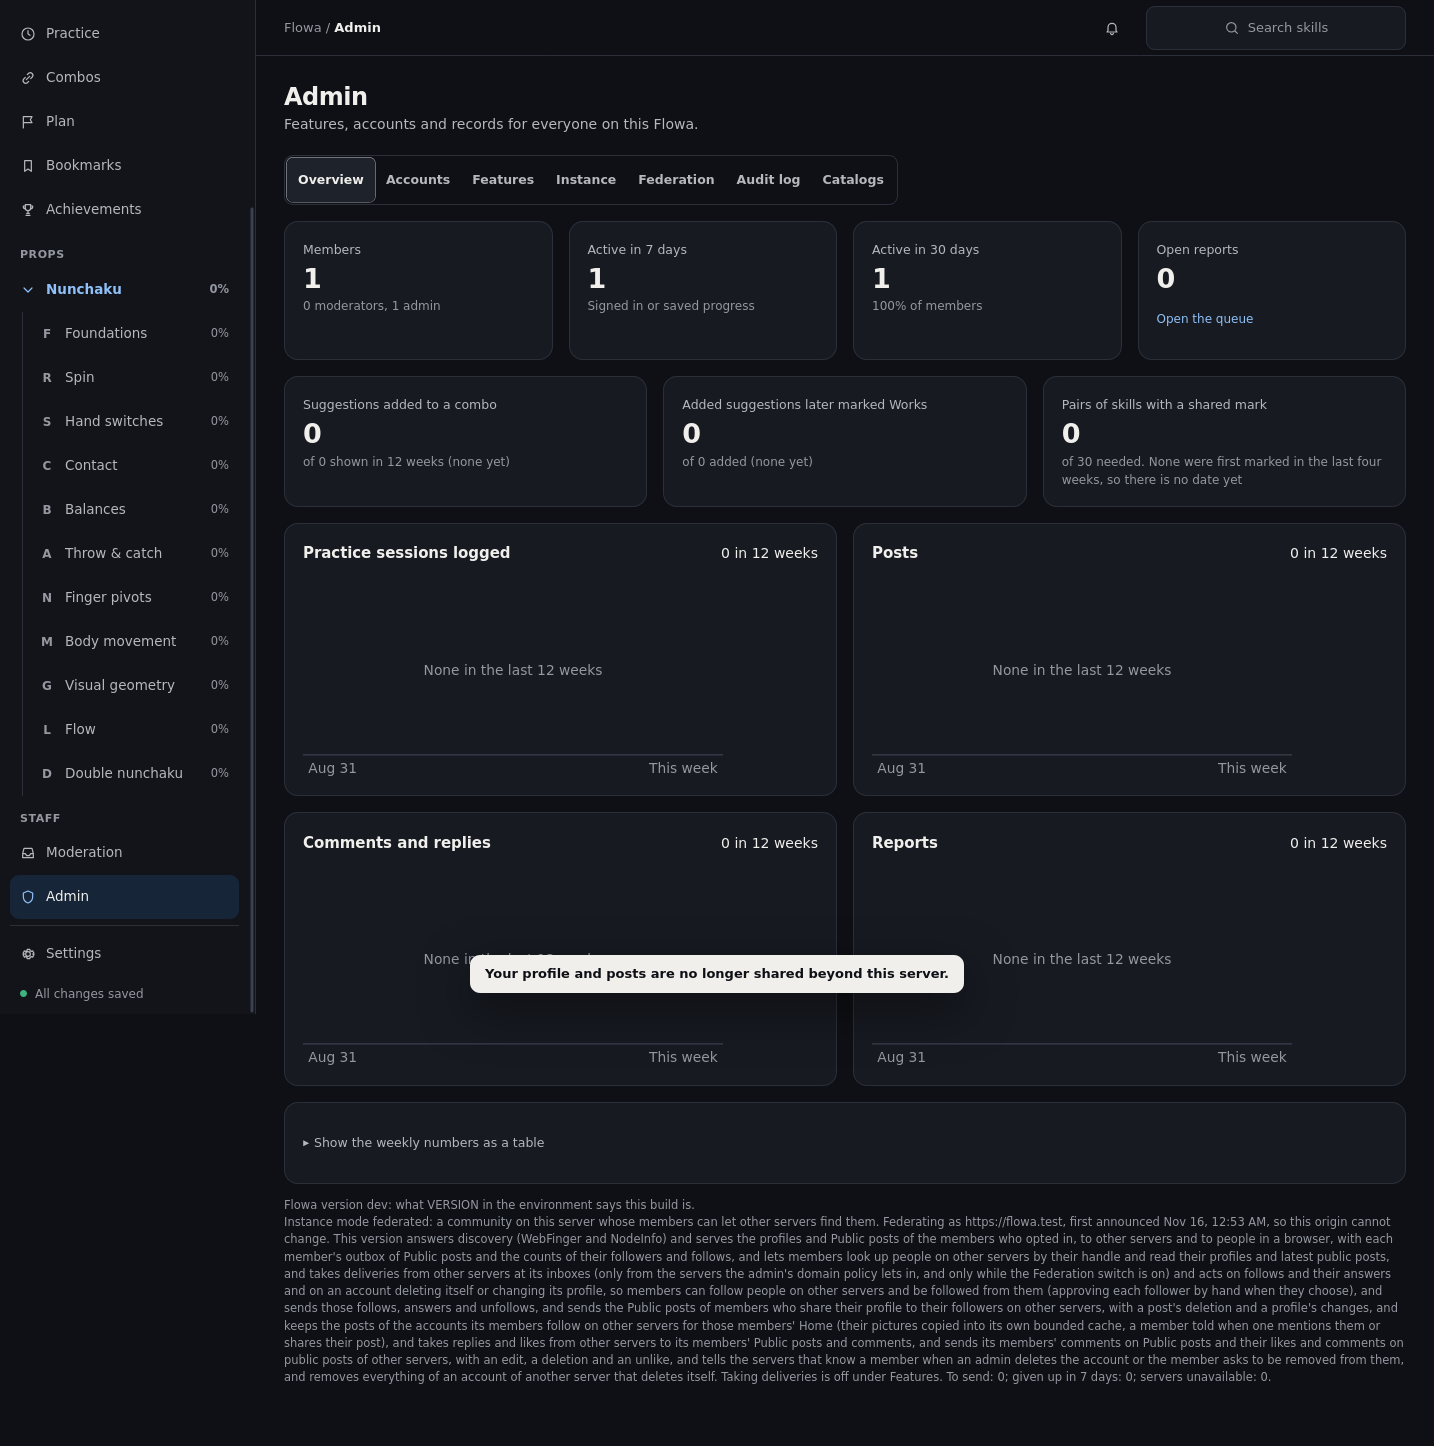 Practice
Combos
Plan
Bookmarks
Achievements
PROPS
Nunchaku 0%
F Foundations 0%
R Spin 0%
S Hand switches 0%
C Contact 0%
B Balances 0%
A Throw & catch 0%
N Finger pivots 0%
M Body movement 0%
G Visual geometry 0%
L Flow 0%
D Double nunchaku 0%
STAFF
Moderation
Admin
Settings
All changes saved
Flowa / Admin
Search skills
Admin
Features, accounts and records for everyone on this Flowa.
Overview Accounts Features Instance Federation Audit log Catalogs
Members
1
0 moderators, 1 admin
Active in 7 days
1
Signed in or saved progress
Active in 30 days
1
100% of members
Open reports
0
Open the queue
Suggestions added to a combo
0
of 0 shown in 12 weeks (none yet)
Added suggestions later marked Works
0
of 0 added (none yet)
Pairs of skills with a shared mark
0
of 30 needed. None were first marked in the last four
weeks, so there is no date yet
Practice sessions logged 0 in 12 weeks
None in the last 12 weeks
Aug 31 This week
Posts 0 in 12 weeks
None in the last 12 weeks
Aug 31 This week
Comments and replies 0 in 12 weeks
None
Aug 31 This week
Reports 0 in 12 weeks
None in the last 12 weeks
Aug 31 This week
Your profile and posts are no longer shared beyond this server.
Show the weekly numbers as a table
Flowa version dev: what VERSION in the environment says this build is.
Instance mode federated: a community on this server whose members can let other servers find them. Federating as https://flowa.test, first announced Nov 16, 12:53 AM, so this origin cannot
change. This version answers discovery (WebFinger and NodeInfo) and serves the profiles and Public posts of the members who opted in, to other servers and to people in a browser, with each
member's outbox of Public posts and the counts of their followers and follows, and lets members look up people on other servers by their handle and read their profiles and latest public posts,
and takes deliveries from other servers at its inboxes (only from the servers the admin's domain policy lets in, and only while the Federation switch is on) and acts on follows and their answers
and on an account deleting itself or changing its profile, so members can follow people on other servers and be followed from them (approving each follower by hand when they choose), and
sends those follows, answers and unfollows, and sends the Public posts of members who share their profile to their followers on other servers, with a post's deletion and a profile's changes, and
keeps the posts of the accounts its members follow on other servers for those members' Home (their pictures copied into its own bounded cache, a member told when one mentions them or
shares their post), and takes replies and likes from other servers to its members' Public posts and comments, and sends its members' comments on Public posts and their likes and comments on
public posts of other servers, with an edit, a deletion and an unlike, and tells the servers that know a member when an admin deletes the account or the member asks to be removed from them,
and removes everything of an account of another server that deletes itself. Taking deliveries is off under Features. To send: 0; given up in 7 days: 0; servers unavailable: 0.